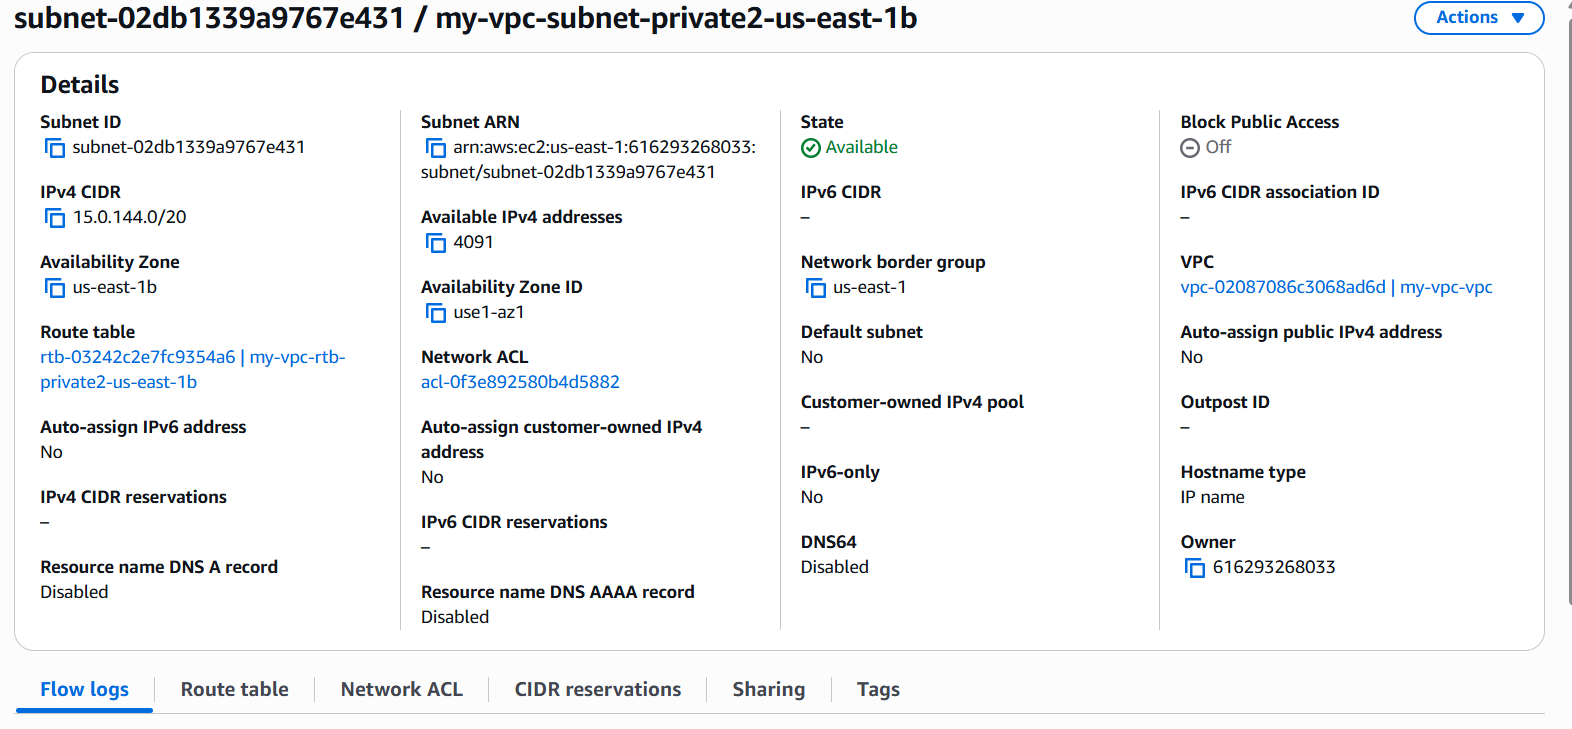 subnet-02db1339a9767e431 / my-vpc-subnet-private2-us-east-1b
Actions
Details
Subnet ID
subnet-02db1339a9767e431
IPv4 CIDR
15.0.144.0/20
Availability Zone
us-east-1b
Route table
rtb-03242c2e7fc9354a6 | my-vpc-rtb-
private2-us-east-1b
Auto-assign IPv6 address
No
IPv4 CIDR reservations
–
Resource name DNS A record
Disabled
Subnet ARN
arn:aws:ec2:us-east-1:616293268033:
subnet/subnet-02db1339a9767e431
Available IPv4 addresses
4091
Availability Zone ID
use1-az1
Network ACL
acl-0f3e892580b4d5882
Auto-assign customer-owned IPv4
address
No
IPv6 CIDR reservations
–
Resource name DNS AAAA record
Disabled
State
Available
IPv6 CIDR
–
Network border group
us-east-1
Default subnet
No
Customer-owned IPv4 pool
–
IPv6-only
No
DNS64
Disabled
Block Public Access
Off
IPv6 CIDR association ID
–
VPC
vpc-02087086c3068ad6d | my-vpc-vpc
Auto-assign public IPv4 address
No
Outpost ID
–
Hostname type
IP name
Owner
616293268033
Flow logs
Route table
Network ACL
CIDR reservations
Sharing
Tags